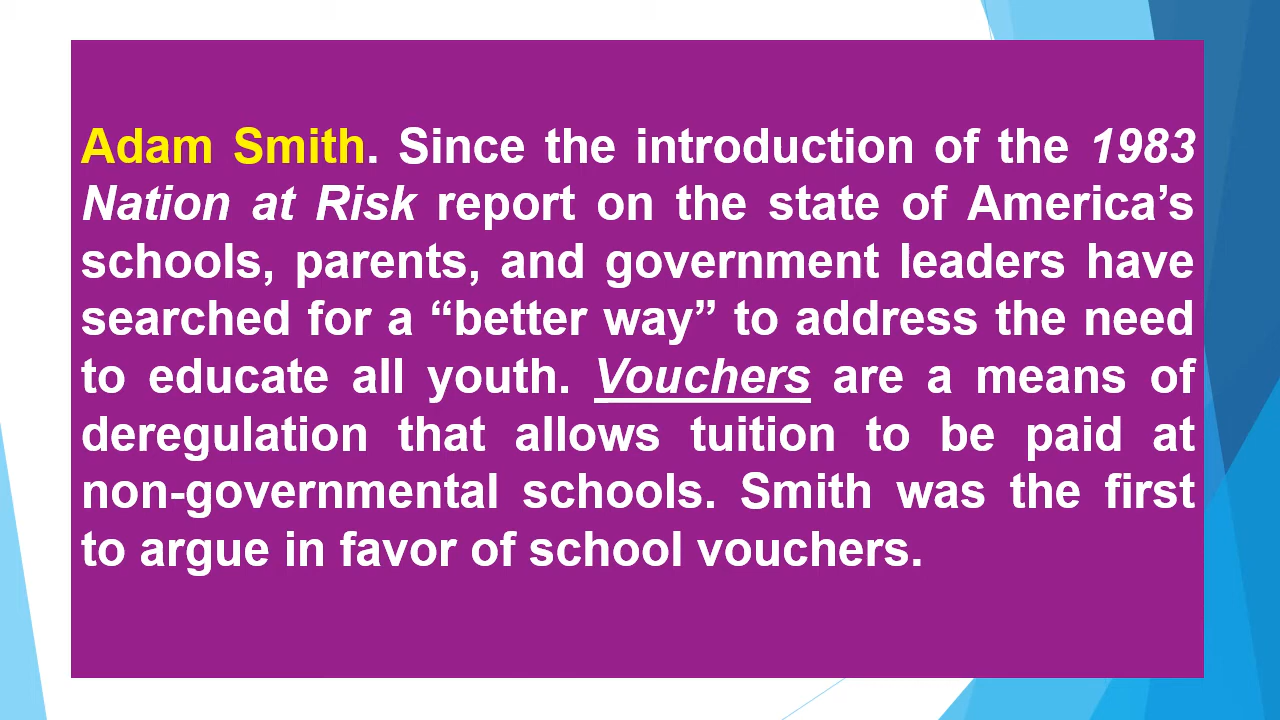 Adam Smith. Since the introduction of the 1983
Nation at Risk report on the state of America’s
schools, parents, and government leaders have
searched for a “better way” to address the need
to educate all youth. Vouchers are a means of
deregulation that allows tuition to be paid at
non-governmental schools. Smith was the first
to argue in favor of school vouchers.